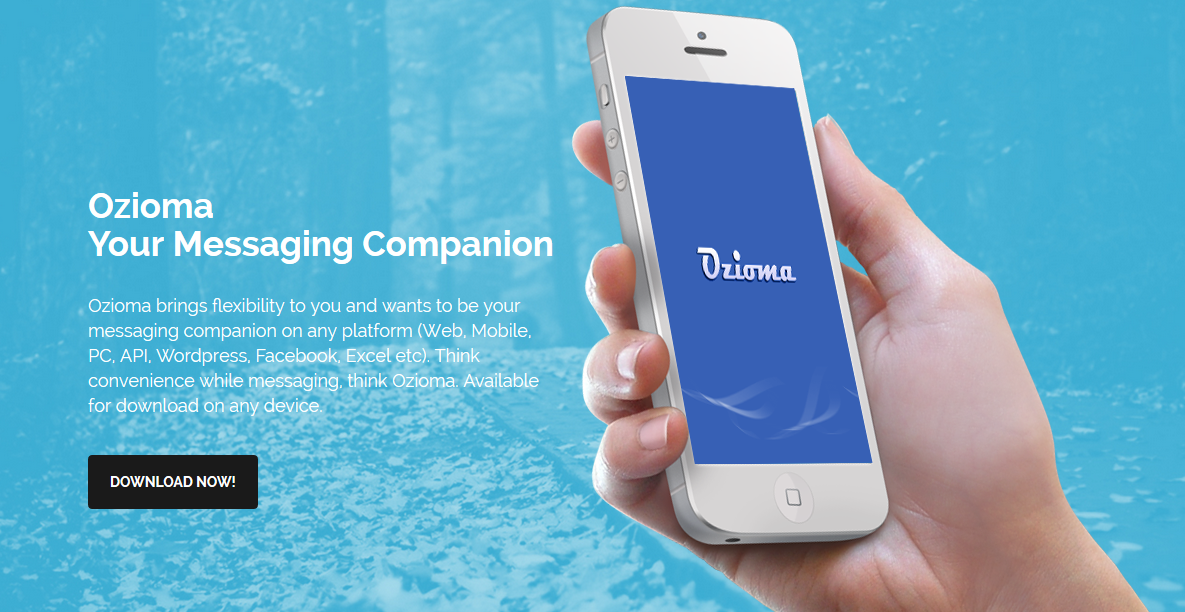 Ozioma
Your Messaging Companion
Ozioma brings flexibility to you and wants to be your
messaging companion on any platform (Web, Mobile,
PC, API, Wordpress, Facebook, Excel etc). Think
convenience while messaging, think Ozioma. Available
for download on any device.
DOWNLOAD NOW!
Ozioma